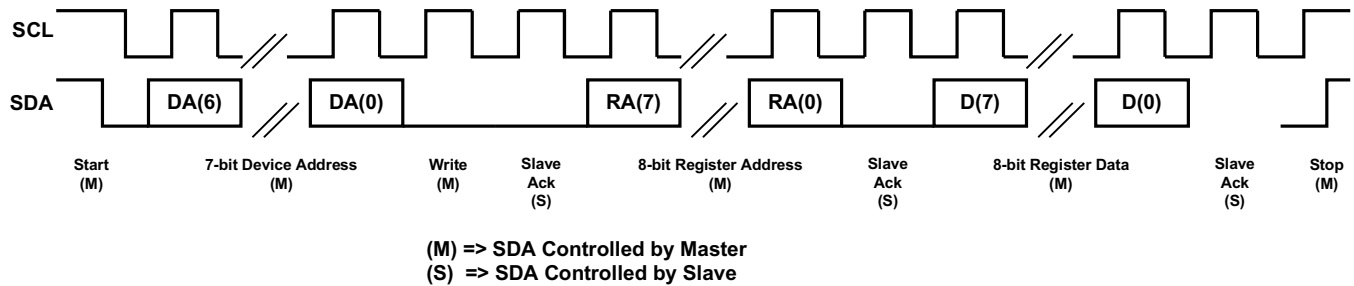 SCL
SDA
DA(6)
DA(0)
RA(7)
RA(0)
D(7)
D(0)
Start
(M)
7-bit Device Address
(M)
Write
(M)
Slave
Ack
(S)
8-bit Register Address
(M)
Slave
Ack
(S)
8-bit Register Data
(M)
Slave
Ack
(S)
Stop
(M)
(M) => SDA Controlled by Master
(S) => SDA Controlled by Slave